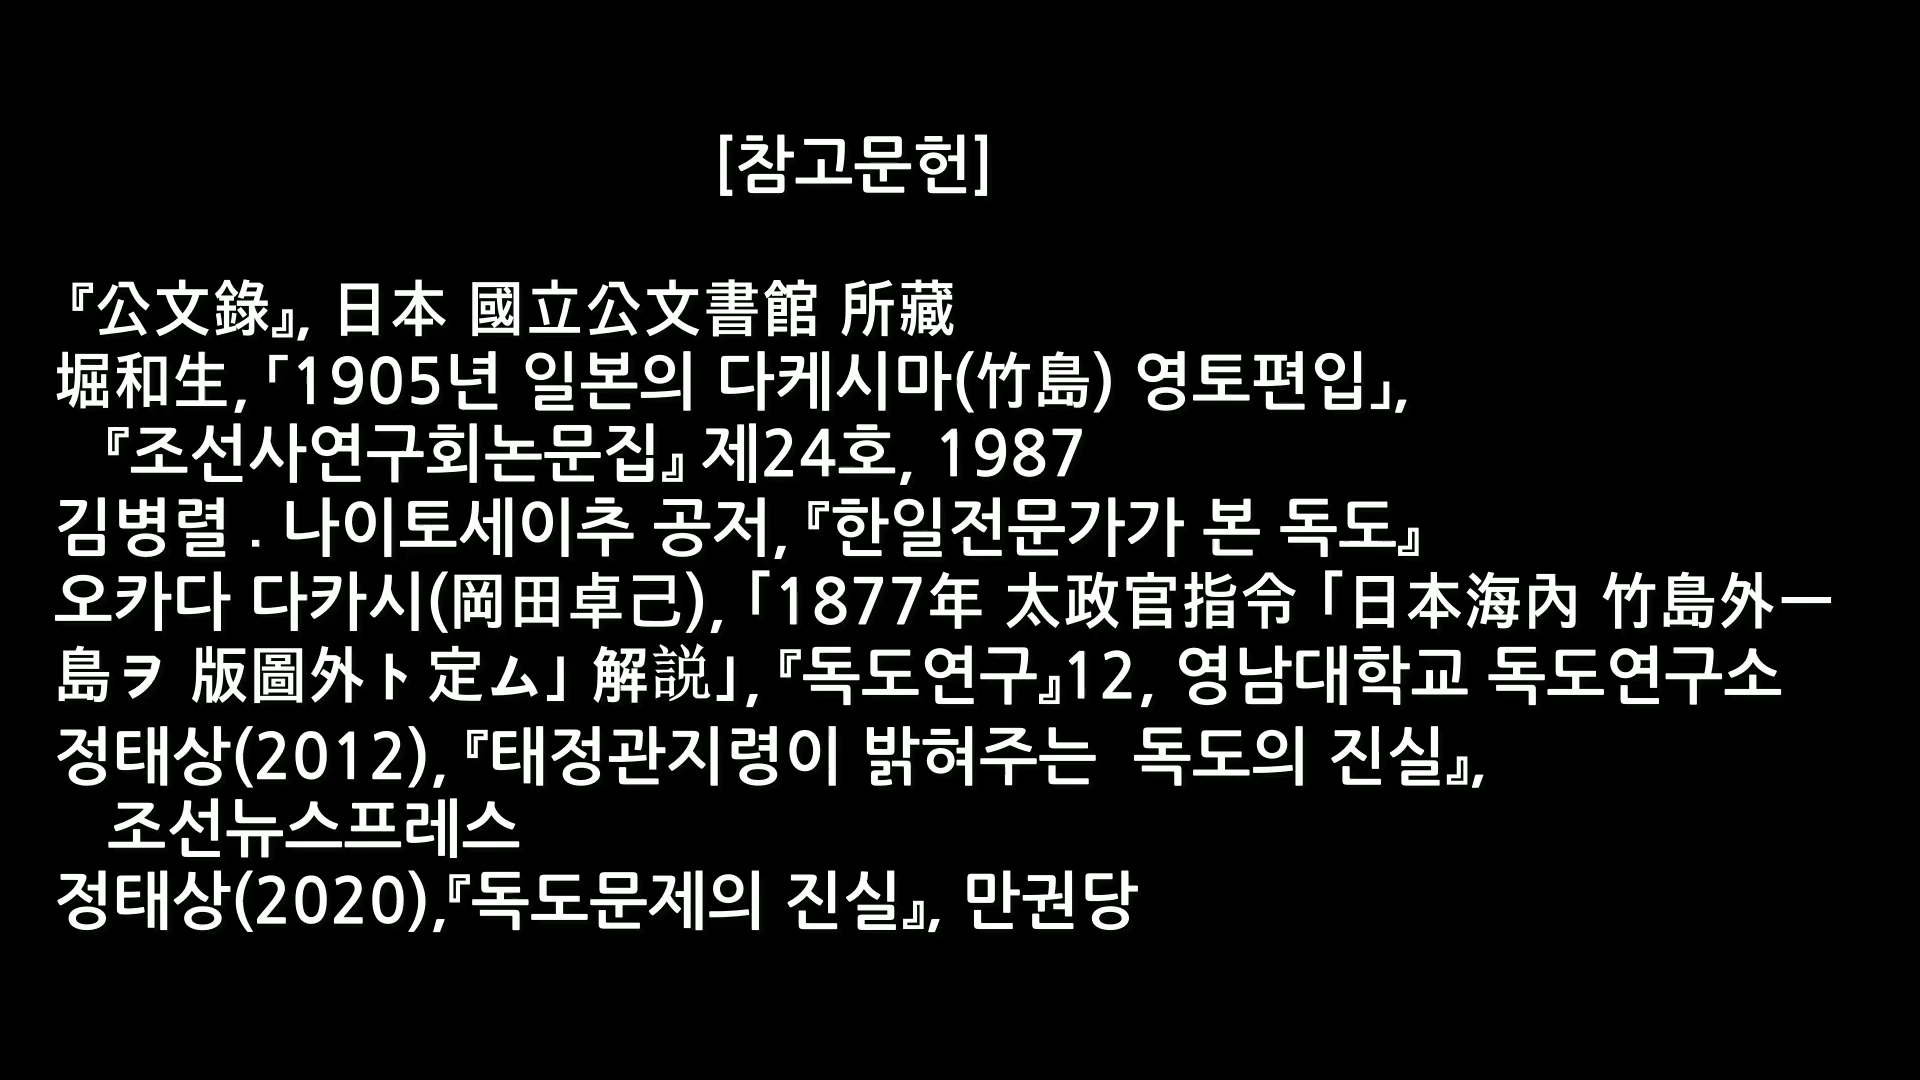 [참고문헌]
『公文錄』, 日本 國立公文書館 所藏
堀和生, 「1905년 일본의 다케시마(竹島) 영토편입」,
『조선사연구회논문집』 제24호, 1987
김병렬 . 나이토세이추 공저, 『한일전문가가 본 독도』
오카다 다카시(岡田卓己), 「1877年 太政官指令 「日本海內 竹島外一
島ヲ 版圖外ト定ム」 解説」, 『독도연구』12, 영남대학교 독도연구소
정태상(2012), 『태정관지령이 밝혀주는 독도의 진실』,
조선뉴스프레스
정태상(2020),『독도문제의 진실』, 만권당